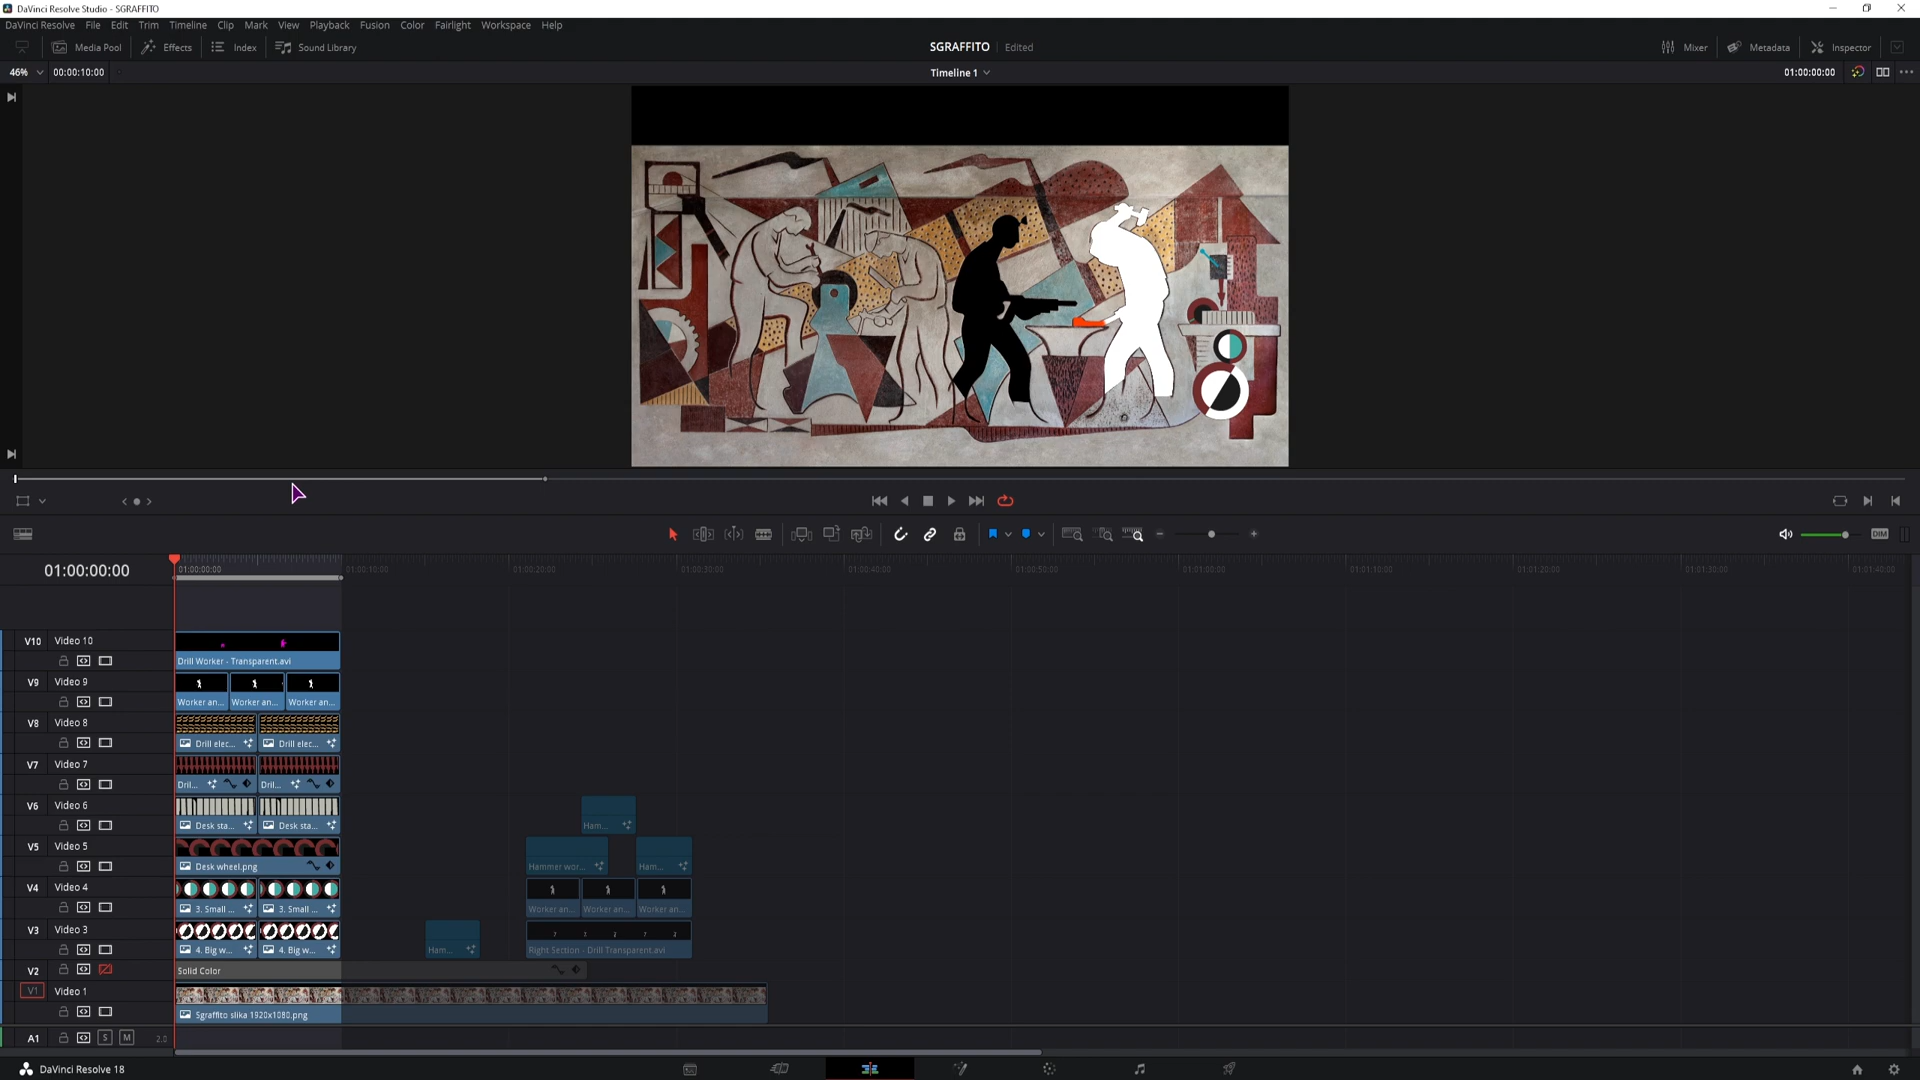 DaVinci Resolve Studio - SGRAFFITO
DaVinci Resolve File Edit Trim Timeline Clip Mark View Playback Fusion Color Fairlight Workspace Help
Media Pool Effects Index Sound Library SGRAFFITO Edited Mixer Metadata Inspector
46% 00:00:10:00 Timeline 1 01:00:00:00
DIM
01:00:00:00 01:00:00:00 01:00:10:00 01:00:20:00 01:00:30:00 01:00:40:00 01:00:50:00 01:01:00:00 01:01:10:00 01:01:20:00 01:01:30:00 01:01:40:00
V10 Video 10
Drill Worker - Transparent.avi
V9 Video 9
Worker an... Worker an... Worker an...
V8 Video 8
Drill elec... Drill elec...
V7 Video 7
Dril... Dril...
V6 Video 6
Desk sta... Desk sta... Ham...
V5 Video 5
Desk wheel.png Hammer wor... Ham...
V4 Video 4
3. Small ... 3. Small ... Worker an... Worker an... Worker an...
V3 Video 3
4. Big w... 4. Big w... Ham... Right Section - Drill Transparent.avi
V2 Solid Color
V1 Video 1
Sgraffito slika 1920x1080.png
A1 S M 2.0
DaVinci Resolve 18